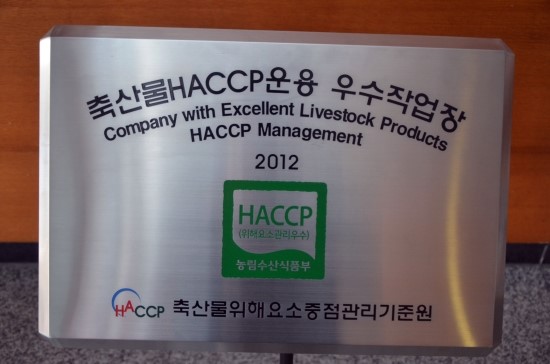 축산물HACCP운용 우수작업장
Company with Excellent Livestock Products
HACCP Management
2012
HACCP
(위해요소관리우수)
농림수산식품부
HACCP 축산물위해요소중점관리기준원